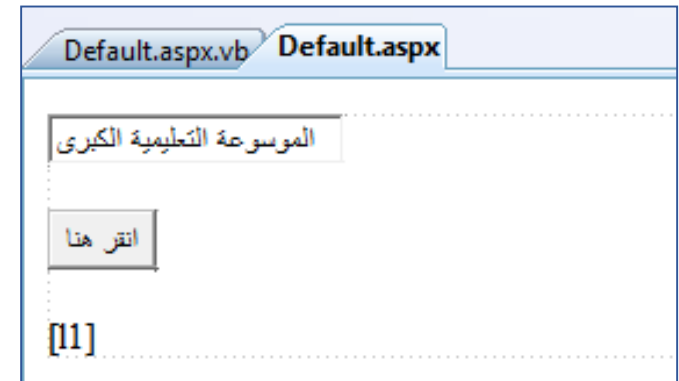 Default.aspx.vb Default.aspx
الموسوعة التعليمية الكبرى
انقر هنا
[l1]